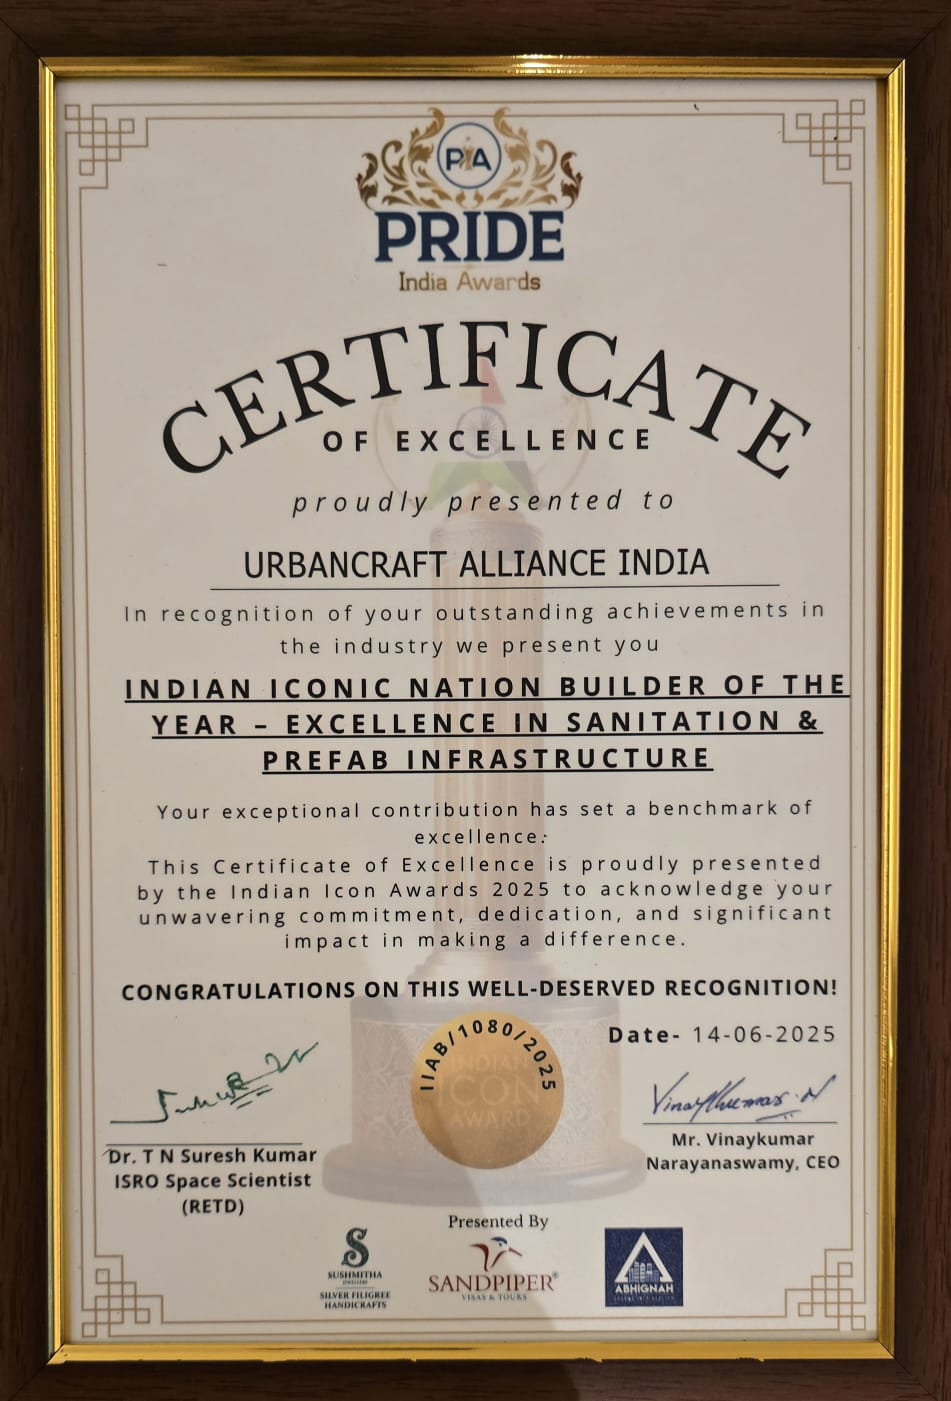 PIA
PRIDE
India Awards
CERTIFICATE
OF EXCELLENCE
proudly presented to
URBANCRAFT ALLIANCE INDIA
In recognition of your outstanding achievements in
the industry we present you
INDIAN ICONIC NATION BUILDER OF THE
YEAR – EXCELLENCE IN SANITATION &
PREFAB INFRASTRUCTURE
Your exceptional contribution has set a benchmark of
excellence.
This Certificate of Excellence is proudly presented
by the Indian Icon Awards 2025 to acknowledge your
unwavering commitment, dedication, and significant
impact in making a difference.
CONGRATULATIONS ON THIS WELL-DESERVED RECOGNITION!
Date- 14-06-2025
IIAB/1080/2025
INDIAN
ICON
AWARD
Vinaykumar N
Dr. T N Suresh Kumar
ISRO Space Scientist
(RETD)
Mr. Vinaykumar
Narayanaswamy, CEO
Presented By
S
SUSHMITHA
JEWELLERS
SILVER FILIGREE
HANDICRAFTS
SANDPIPER®
VISAS & TOURS
ABHIGNAH